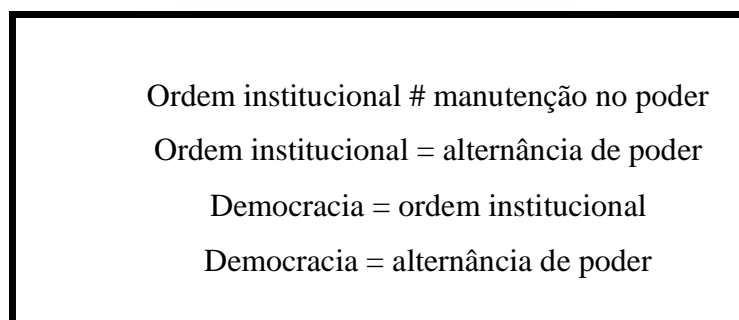 Ordem institucional # manutenção no poder
Ordem institucional = alternância de poder
Democracia = ordem institucional
Democracia = alternância de poder